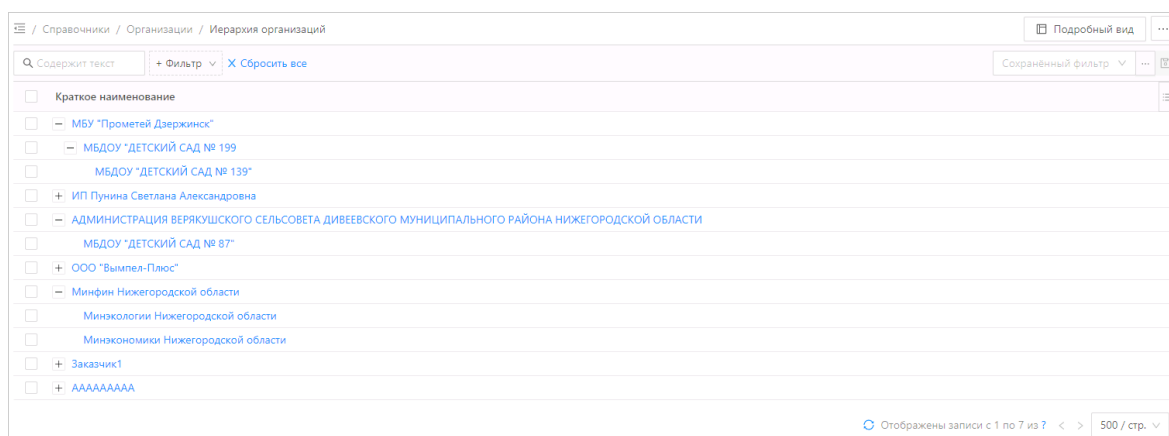 / Справочники / Организации / Иерархия организаций Подробный вид ...
Содержит текст + Фильтр X Сбросить все Сохранённый фильтр ...
Краткое наименование
МБУ "Прометей Дзержинск"
МБДОУ "ДЕТСКИЙ САД № 199
МБДОУ "ДЕТСКИЙ САД № 139"
ИП Пунина Светлана Александровна
АДМИНИСТРАЦИЯ ВЕРЯКУШСКОГО СЕЛЬСОВЕТА ДИВЕЕВСКОГО МУНИЦИПАЛЬНОГО РАЙОНА НИЖЕГОРОДСКОЙ ОБЛАСТИ
МБДОУ "ДЕТСКИЙ САД № 87"
ООО "Вымпел-Плюс"
Минфин Нижегородской области
Минэкологии Нижегородской области
Минэкономики Нижегородской области
Заказчик1
ААААААААА
Отображены записи с 1 по 7 из ? < > 500 / стр.